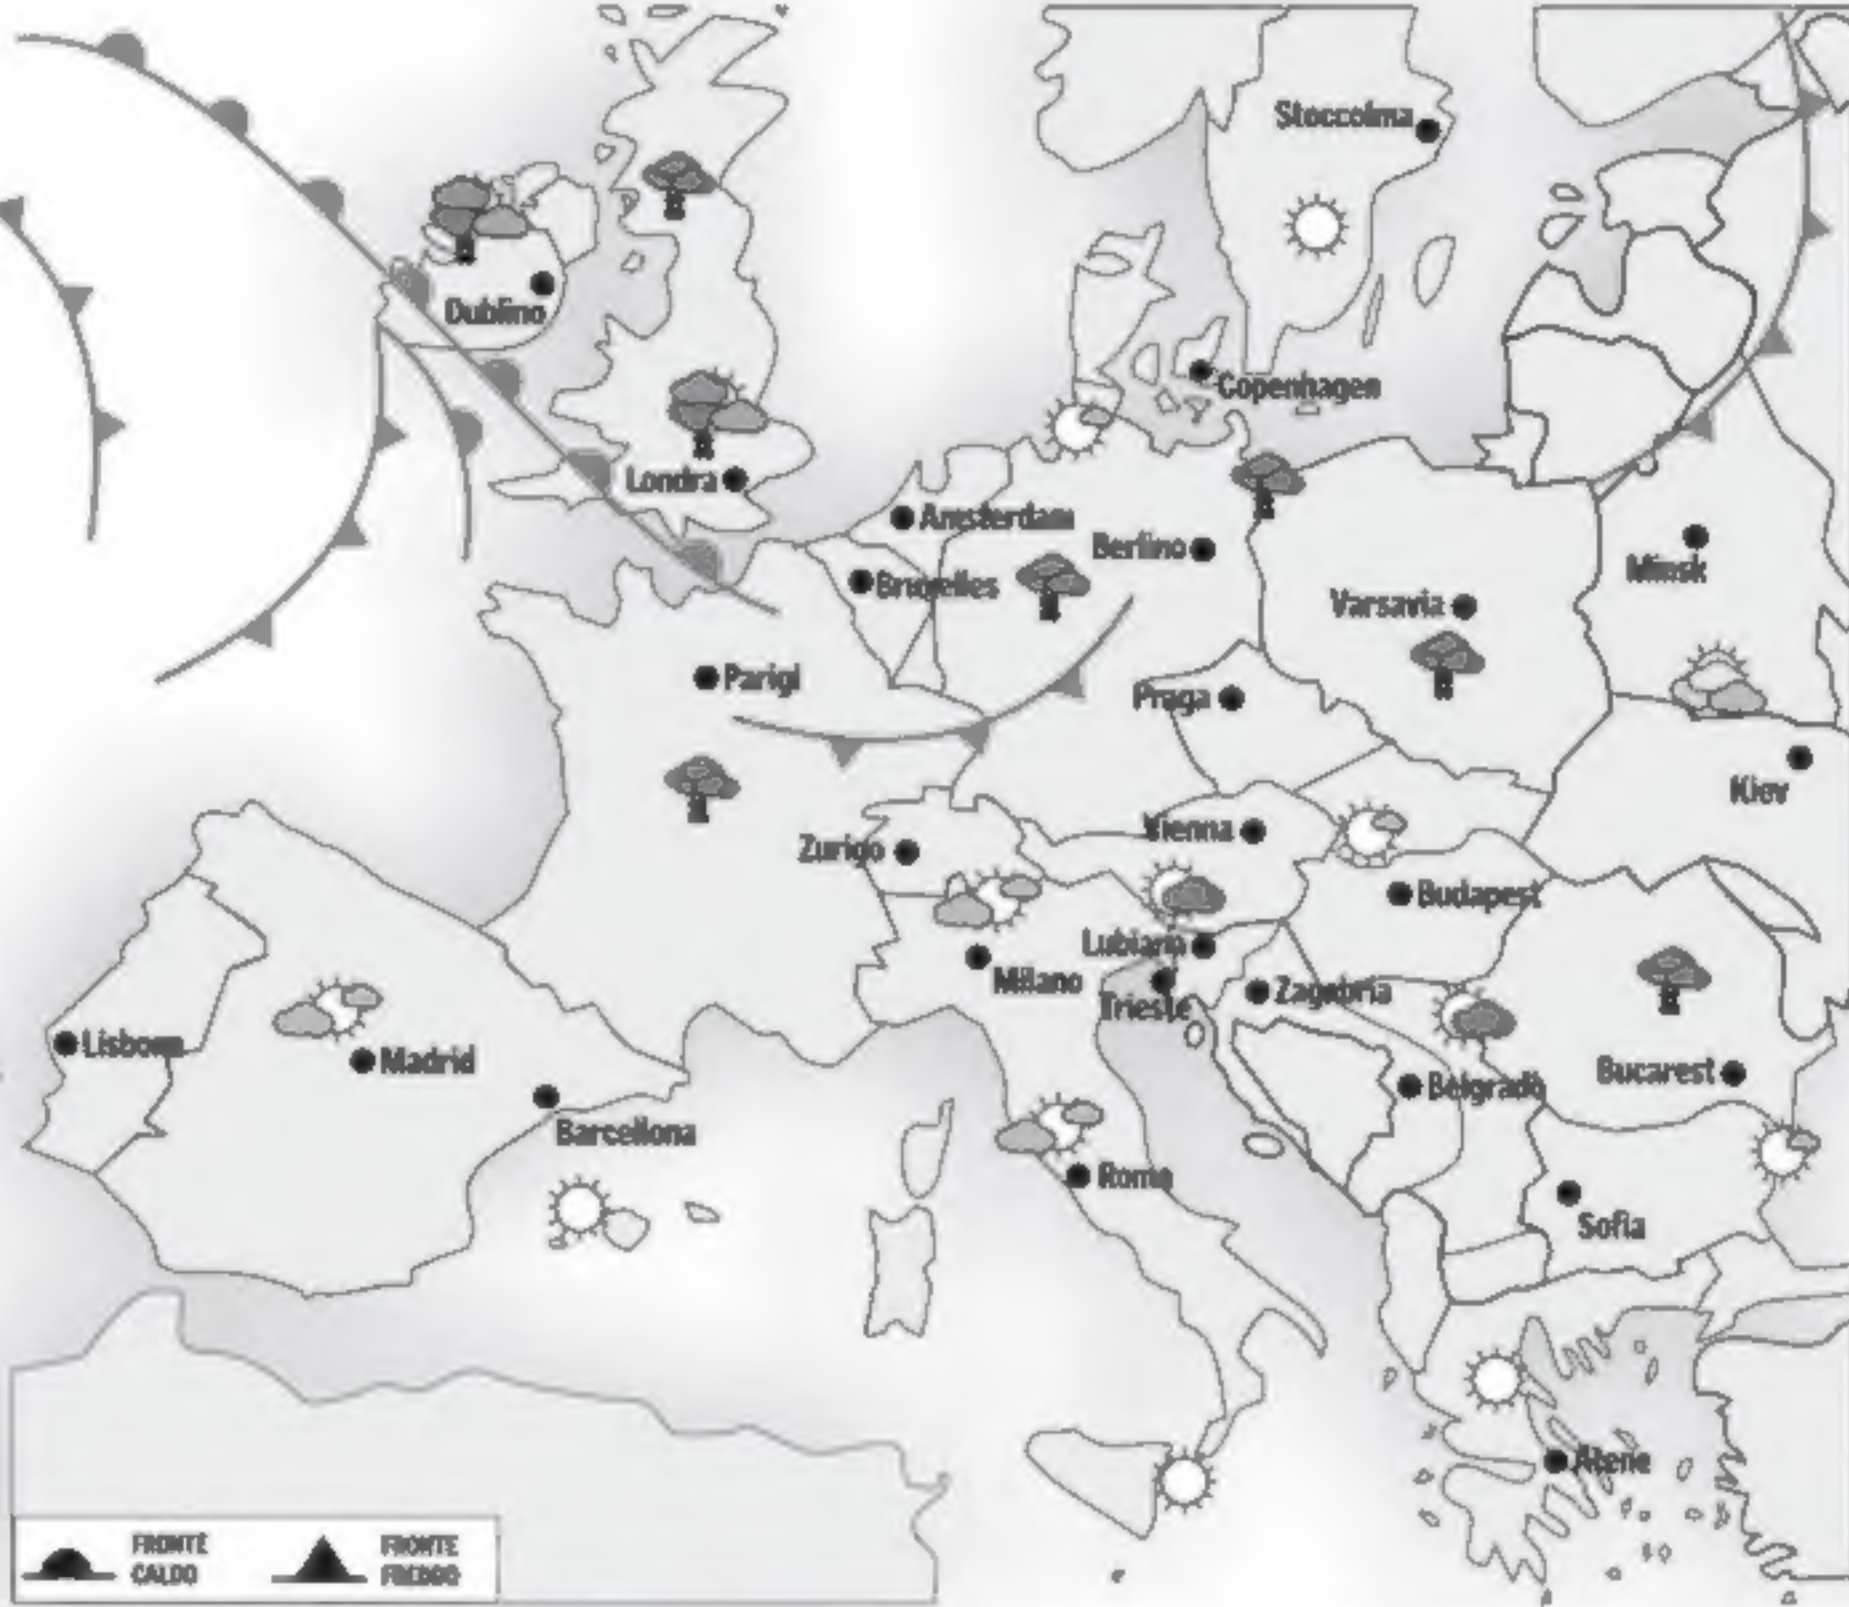 Stoccolma
Dublino
Copenhagen
Londra
Amsterdam
Berlino
Bruxelles
Minsk
Varsavia
Parigi
Praga
Kiev
Vienna
Zurigo
Budapest
Lubiana
Milano
Trieste
Zagabria
Lisbona
Madrid
Bucarest
Belgrado
Barcellona
Roma
Sofia
Atene
FRONTE
CALDO
FRONTE
FREDDO